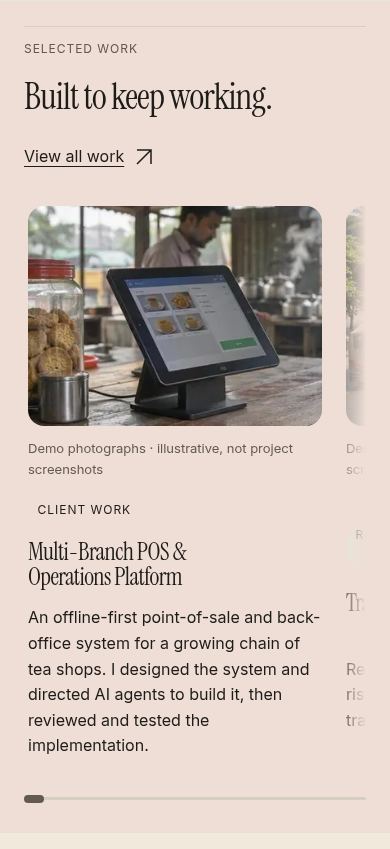 SELECTED WORK
Built to keep working.
View all work
Demo photographs · illustrative, not project
screenshots
CLIENT WORK
Multi-Branch POS &
Operations Platform
An offline-first point-of-sale and back-
office system for a growing chain of
tea shops. I designed the system and
directed AI agents to build it, then
reviewed and tested the
implementation.